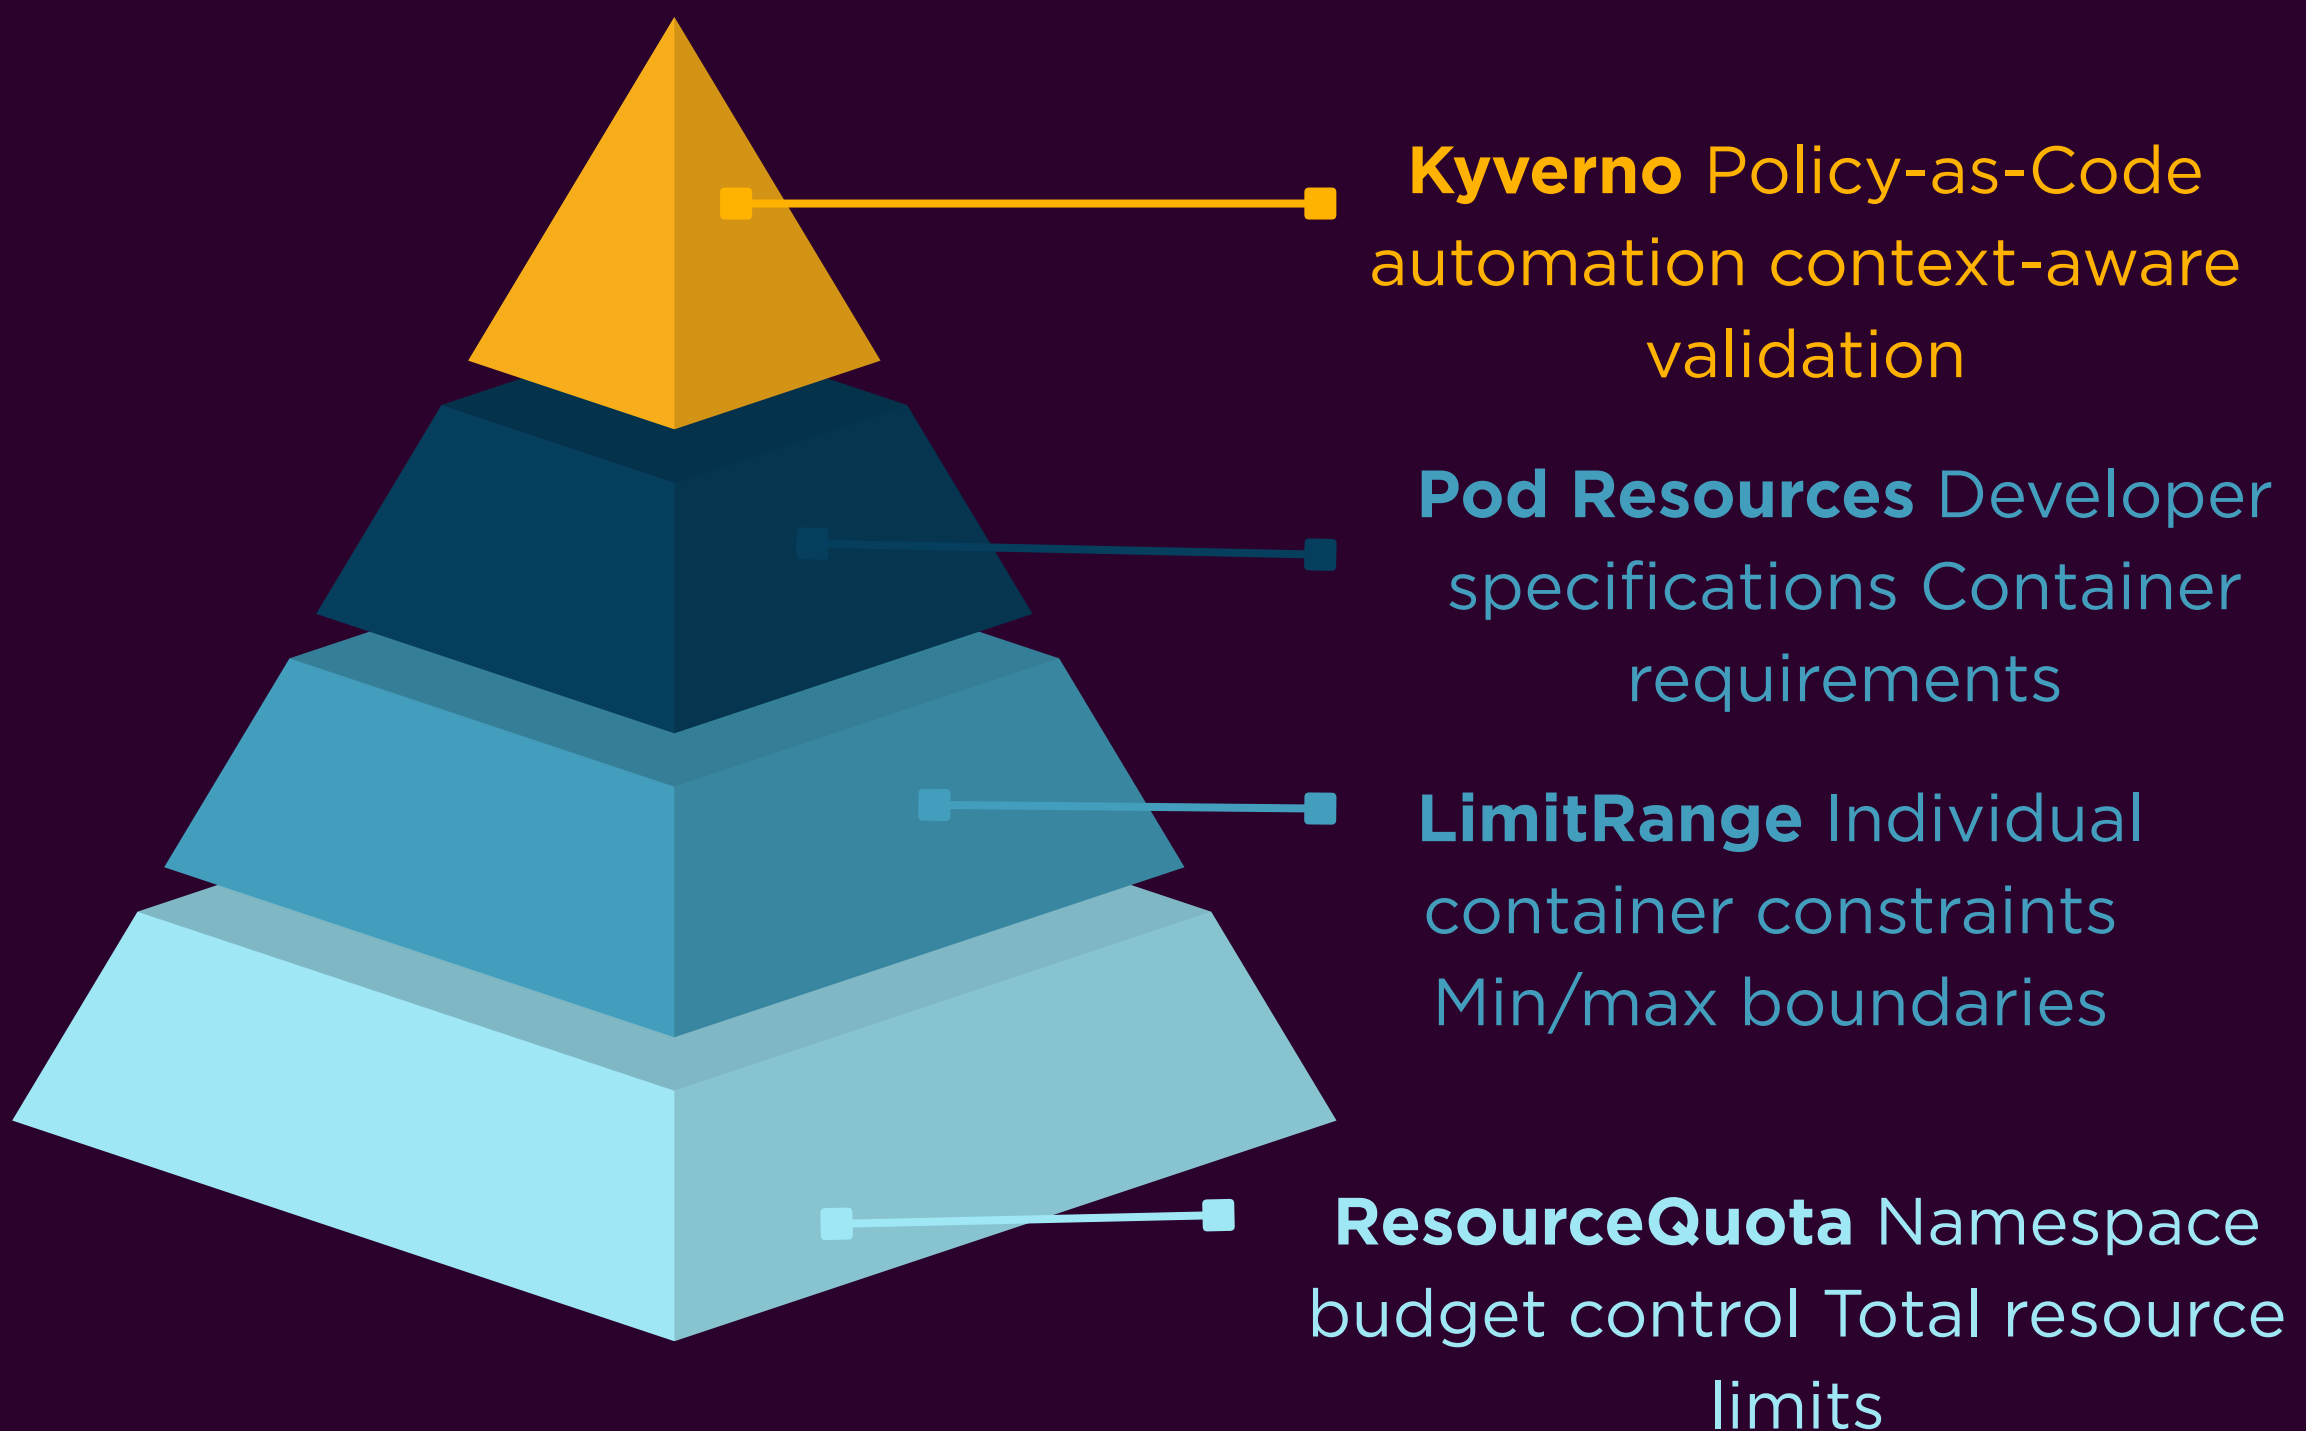 Kyverno Policy-as-Code
automation context-aware
validation
Pod Resources Developer
specifications Container
requirements
LimitRange Individual
container constraints
Min/max boundaries
ResourceQuota Namespace
budget control Total resource
limits